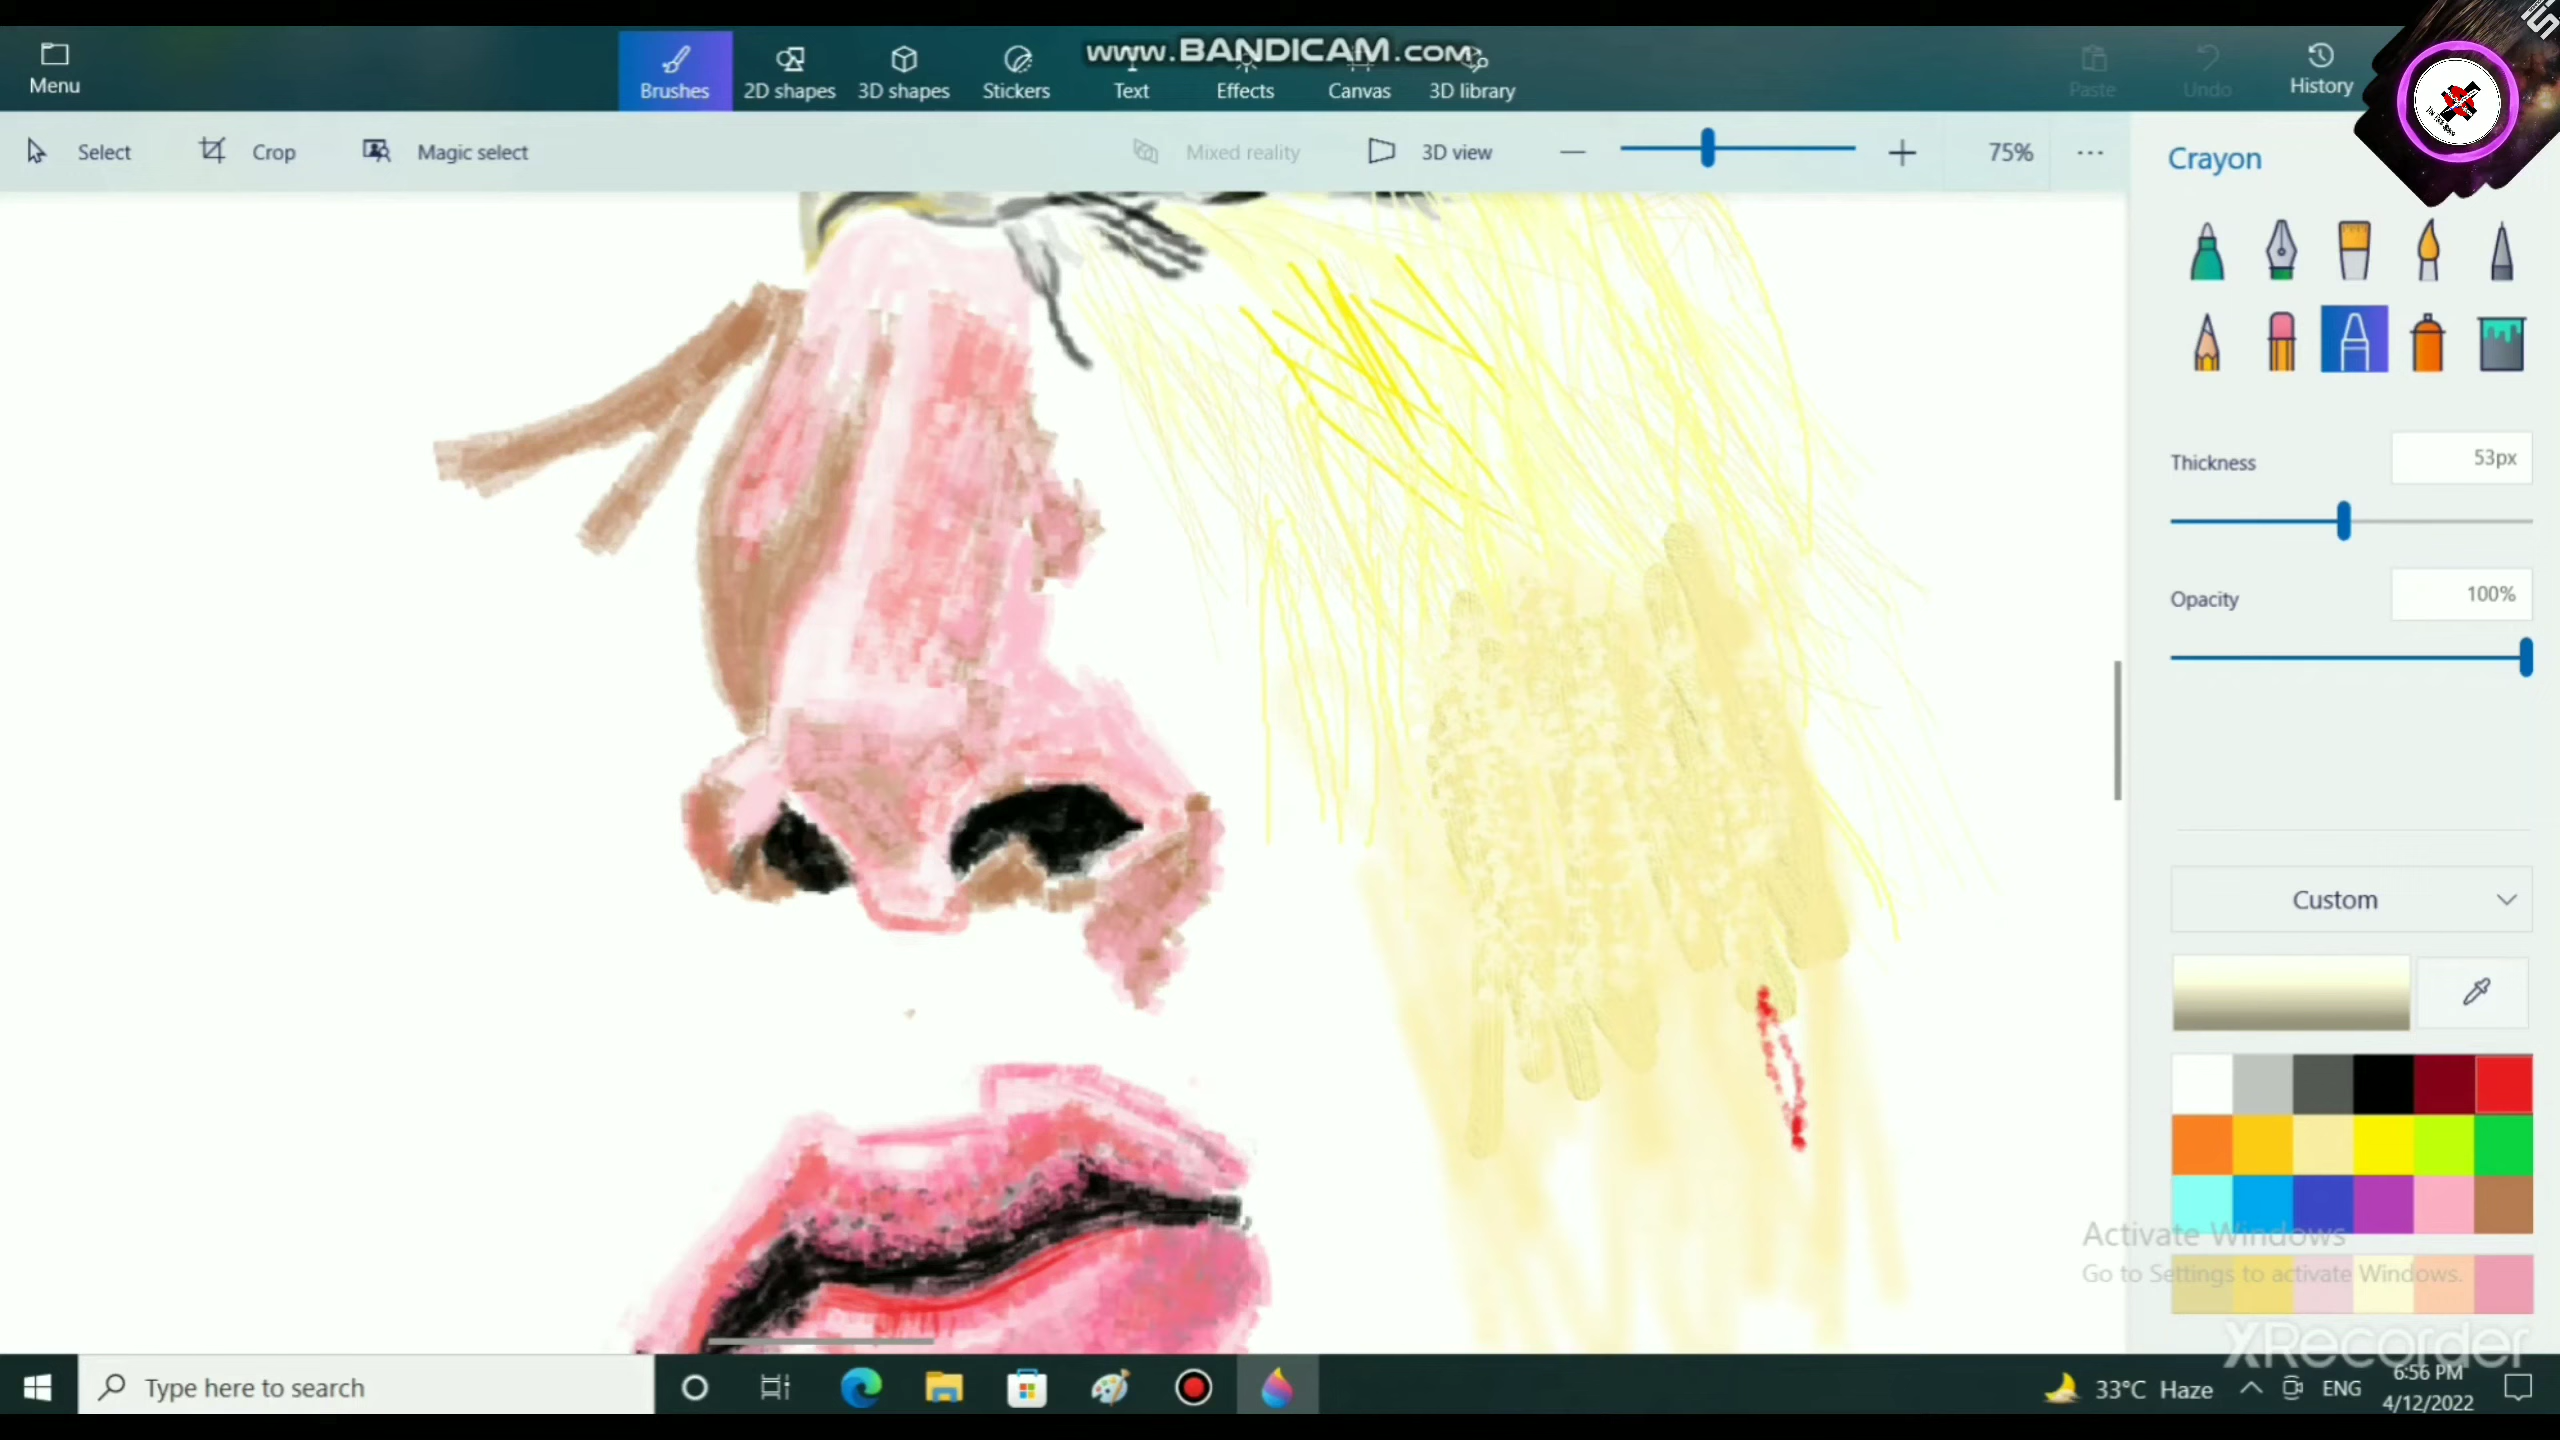 www.BANDICAM.com
Menu
Brushes
2D shapes
3D shapes
Stickers
Text
Effects
Canvas
3D library
Paste
Undo
History
Select
Crop
Magic select
Mixed reality
3D view
75%
Crayon
Thickness
53px
Opacity
100%
Custom
Activate Windows
Go to Settings to activate Windows.
XRecorder
Type here to search
33°C Haze
ENG
6:56 PM
4/12/2022